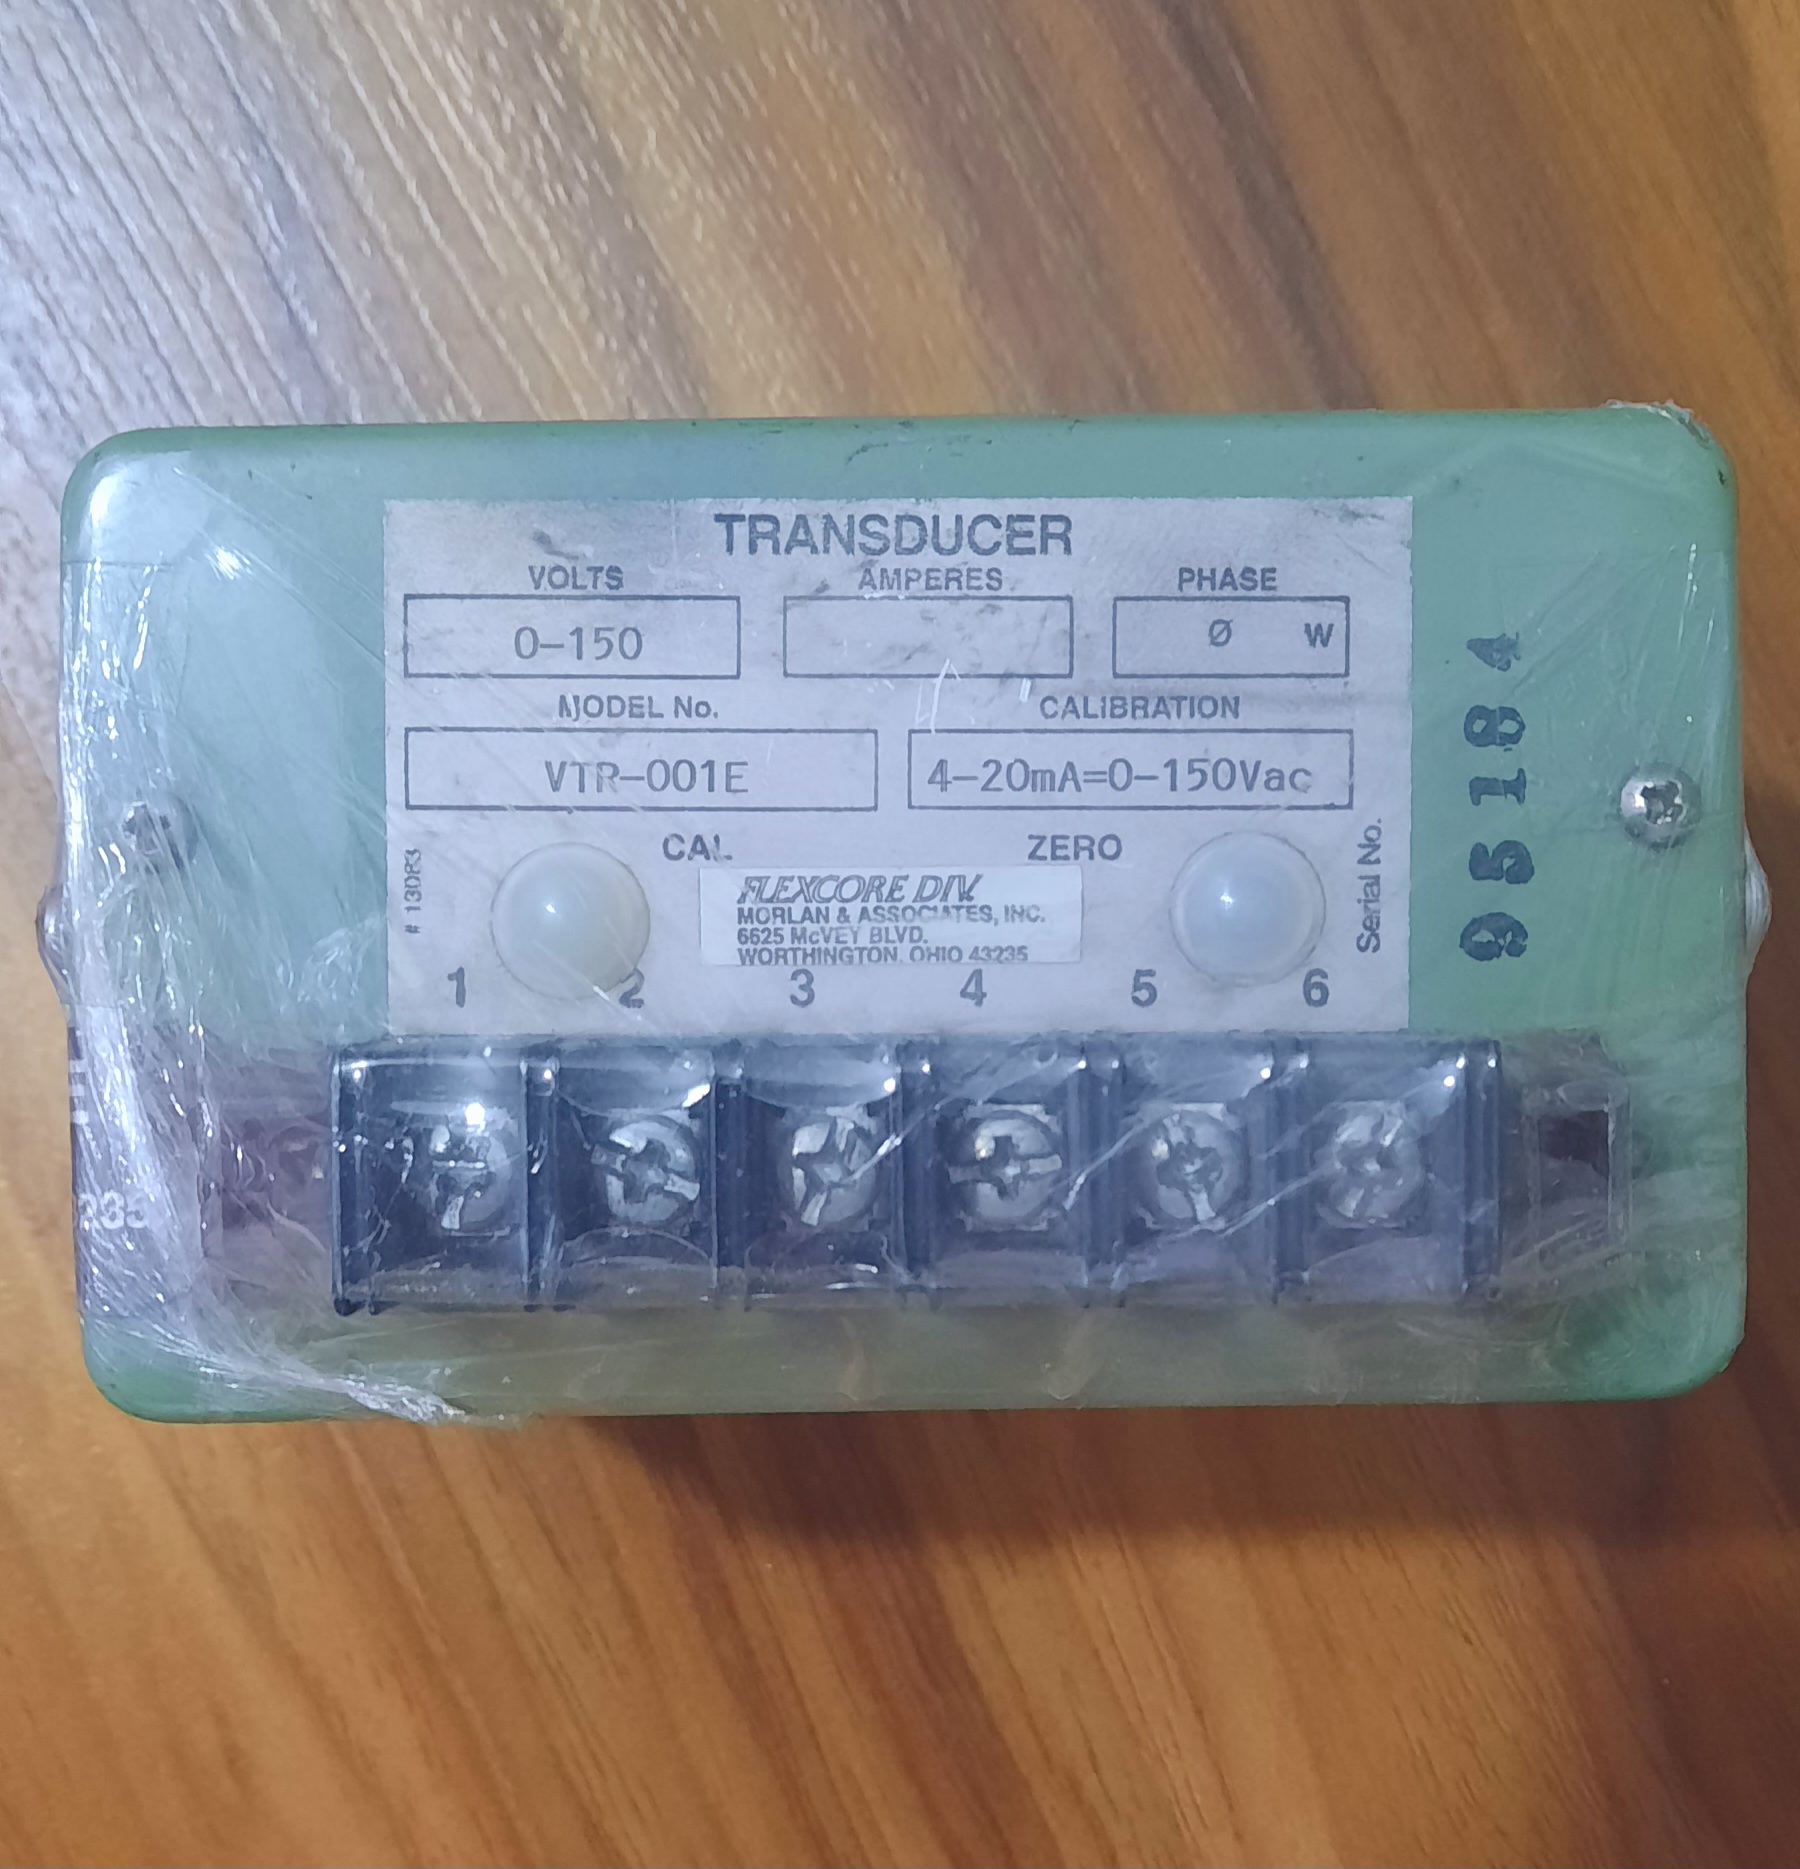 TRANSDUCER
VOLTS AMPERES PHASE
0-150 Ø W
MODEL No. CALIBRATION
VTR-001E 4-20mA=0-150Vac
CAL ZERO
# 13083
FLEXCORE DIV.
MORLAN & ASSOCIATES, INC.
6625 McVEY BLVD.
WORTHINGTON, OHIO 43235
Serial No.
95184
1 2 3 4 5 6